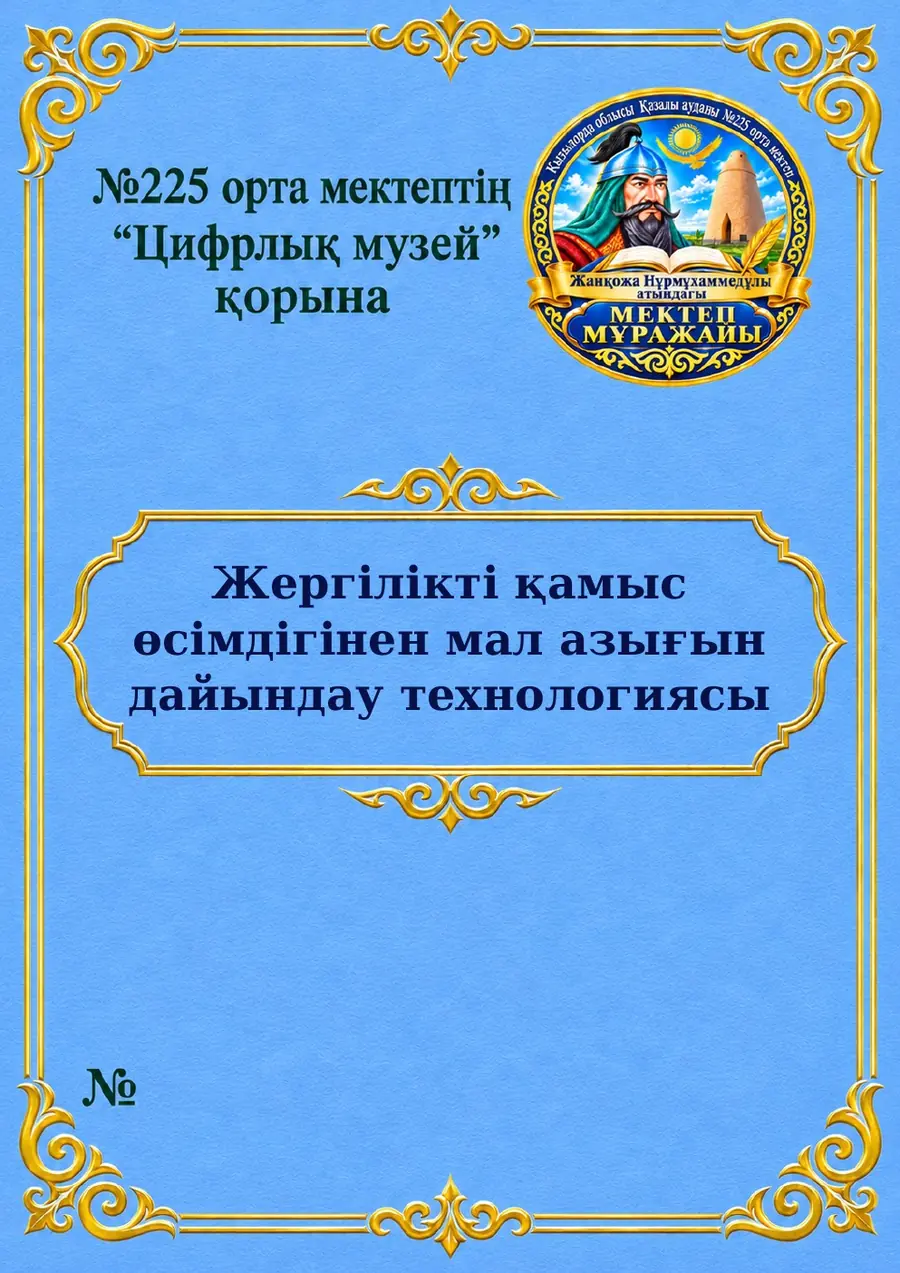 №225 орта мектептің
“Цифрлық музей”
қорына
Қызылорда облысы Қазалы ауданы №225 орта мектеп
Жанқожа Нұрмұхаммедұлы
атындағы
МЕКТЕП
МҰРАЖАЙЫ
Жергілікті қамыс
өсімдігінен мал азығын
дайындау технологиясы
№